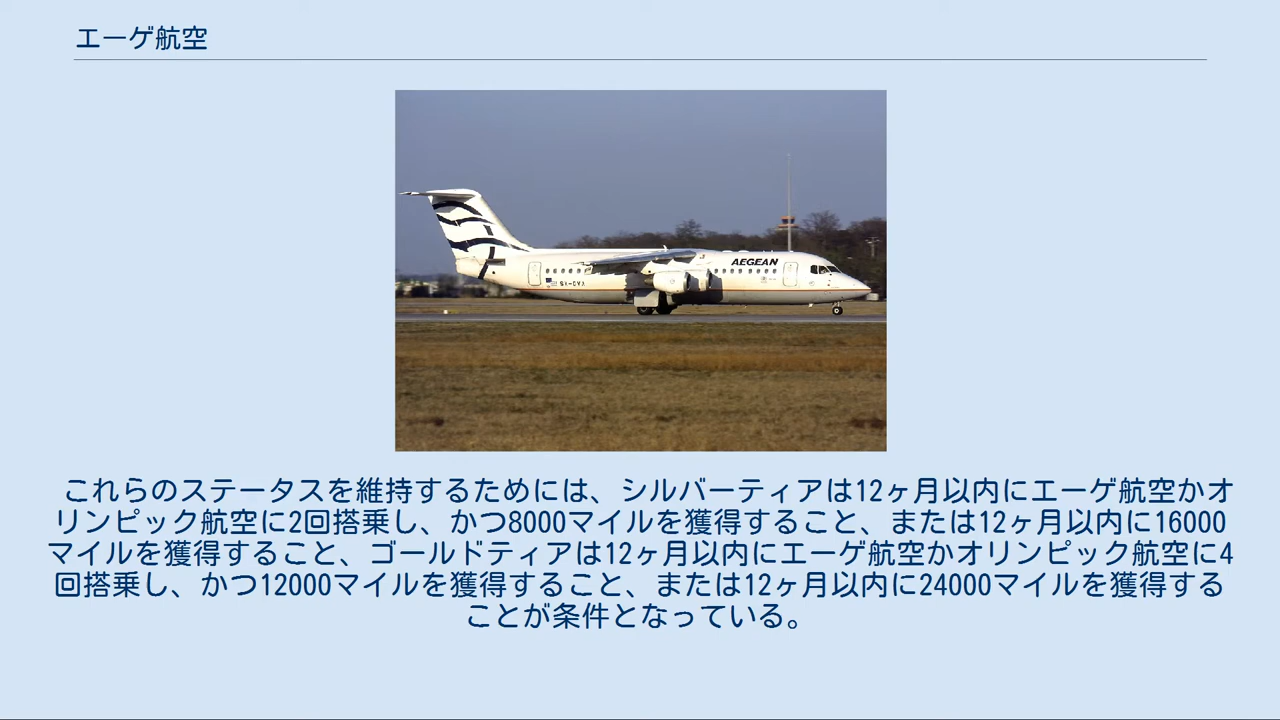 エーゲ航空
AEGEAN
これらのステータスを維持するためには、シルバーティアは12ヶ月以内にエーゲ航空かオ
リンピック航空に2回搭乗し、かつ8000マイルを獲得すること、または12ヶ月以内に16000
マイルを獲得すること、ゴールドティアは12ヶ月以内にエーゲ航空かオリンピック航空に4
回搭乗し、かつ12000マイルを獲得すること、または12ヶ月以内に24000マイルを獲得する
ことが条件となっている。